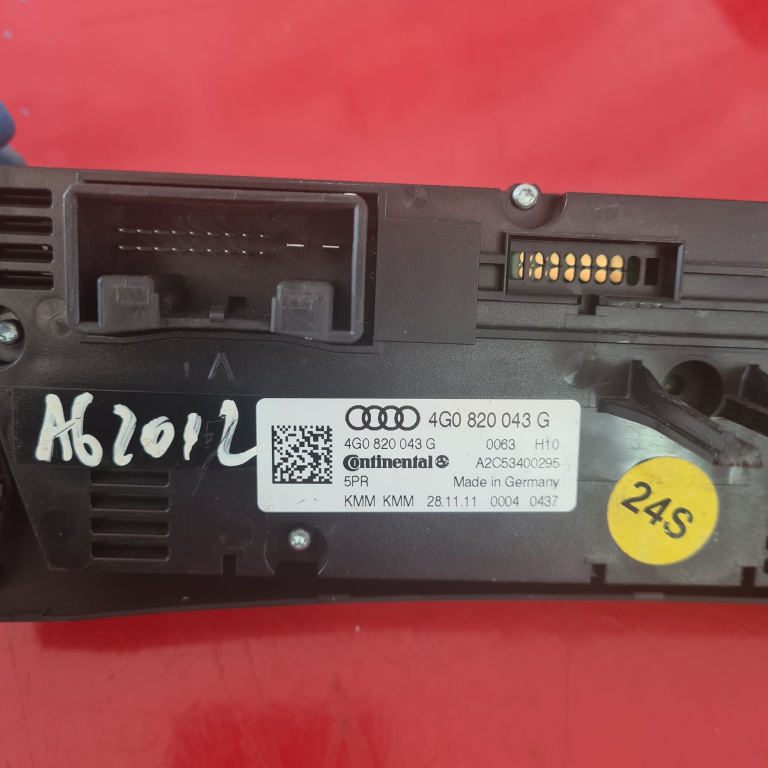 A
A6 2012
4G0 820 043 G
4G0 820 043 G 0063 H10
Continental A2C53400295
5PR Made in Germany
KMM KMM 28.11.11 0004 0437
24S